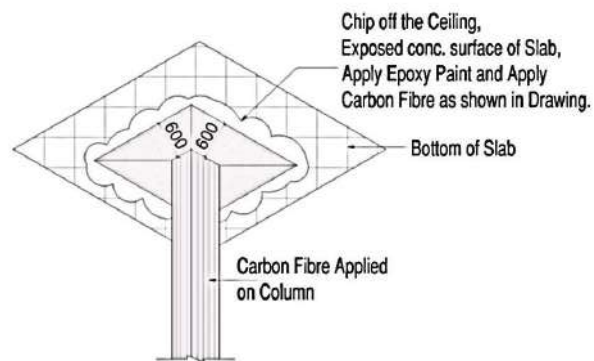 Chip off the Ceiling,
Exposed conc. surface of Slab,
Apply Epoxy Paint and Apply
Carbon Fibre as shown in Drawing.
600 600
Bottom of Slab
Carbon Fibre Applied
on Column